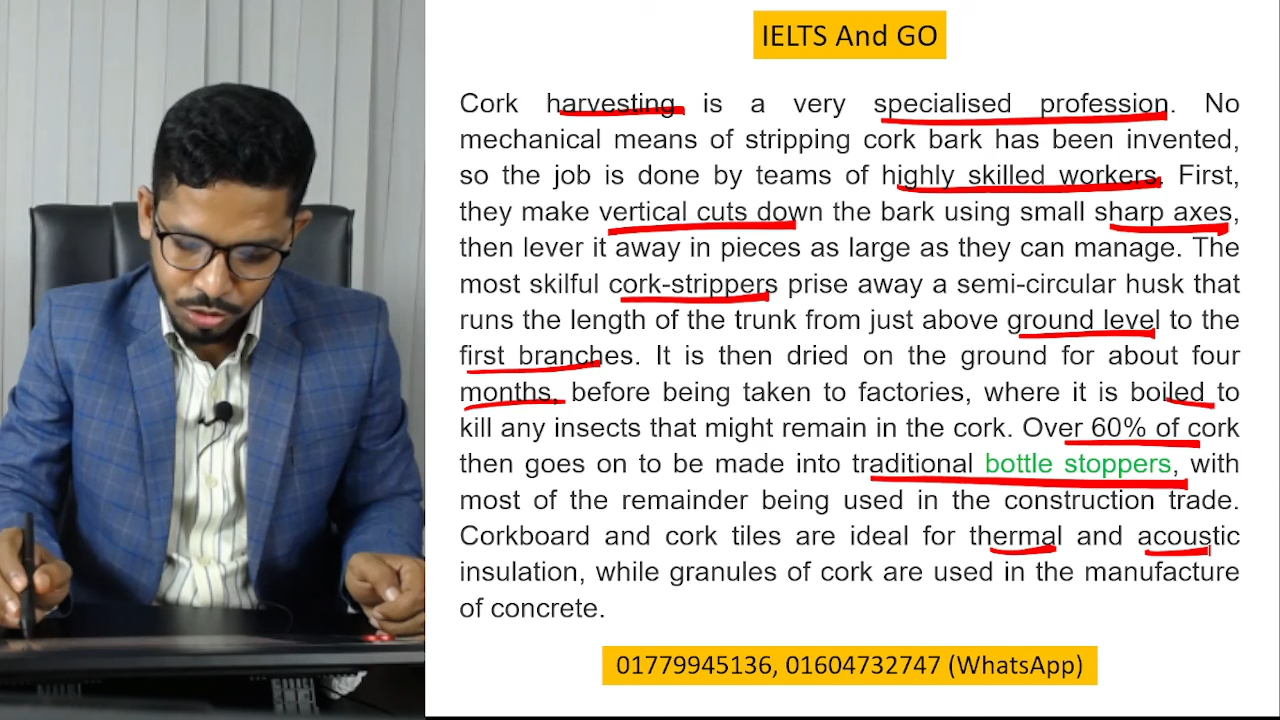 IELTS And GO
Cork harvesting is a very specialised profession. No
mechanical means of stripping cork bark has been invented,
so the job is done by teams of highly skilled workers. First,
they make vertical cuts down the bark using small sharp axes,
then lever it away in pieces as large as they can manage. The
most skilful cork-strippers prise away a semi-circular husk that
runs the length of the trunk from just above ground level to the
first branches. It is then dried on the ground for about four
months, before being taken to factories, where it is boiled to
kill any insects that might remain in the cork. Over 60% of cork
then goes on to be made into traditional bottle stoppers, with
most of the remainder being used in the construction trade.
Corkboard and cork tiles are ideal for thermal and acoustic
insulation, while granules of cork are used in the manufacture
of concrete.
01779945136, 01604732747 (WhatsApp)